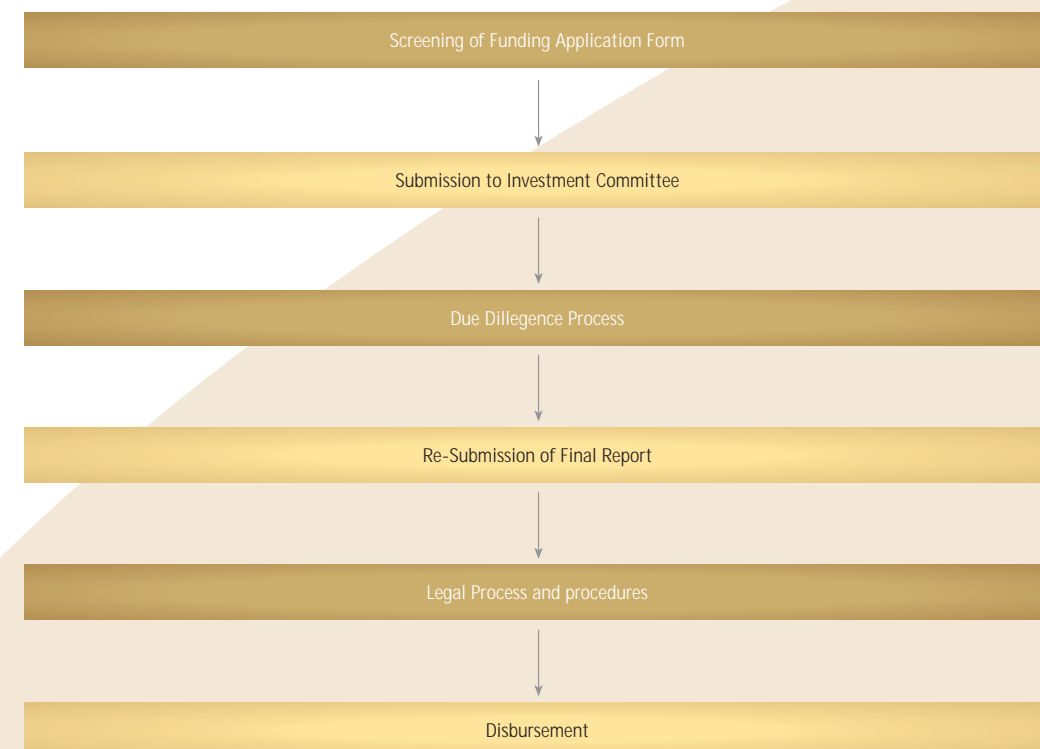 Screening of Funding Application Form
Submission to Investment Committee
Due Dillegence Process
Re-Submission of Final Report
Legal Process and procedures
Disbursement